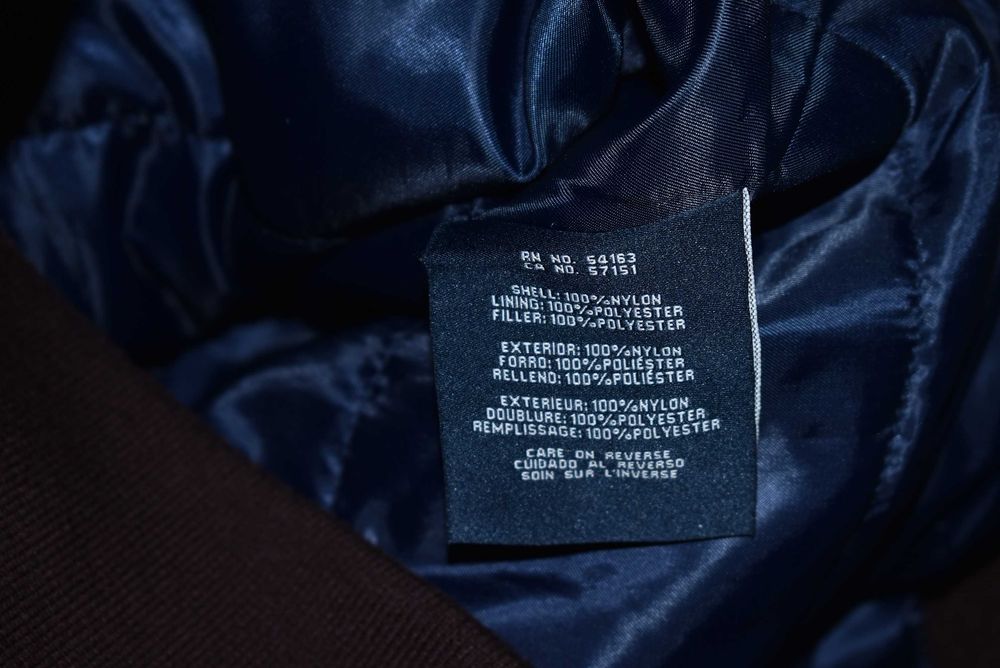 RN NO. 54163
CA NO. 57151
SHELL: 100%NYLON
LINING: 100%POLYESTER
FILLER: 100%POLYESTER
EXTERIOR: 100%NYLON
FORRO: 100%POLIÉSTER
RELLENO: 100%POLIÉSTER
EXTERIEUR: 100%NYLON
DOUBLURE: 100%POLYESTER
REMPLISSAGE: 100%POLYESTER
CARE ON REVERSE
CUIDADO AL REVERSO
SOIN SUR L'INVERSE